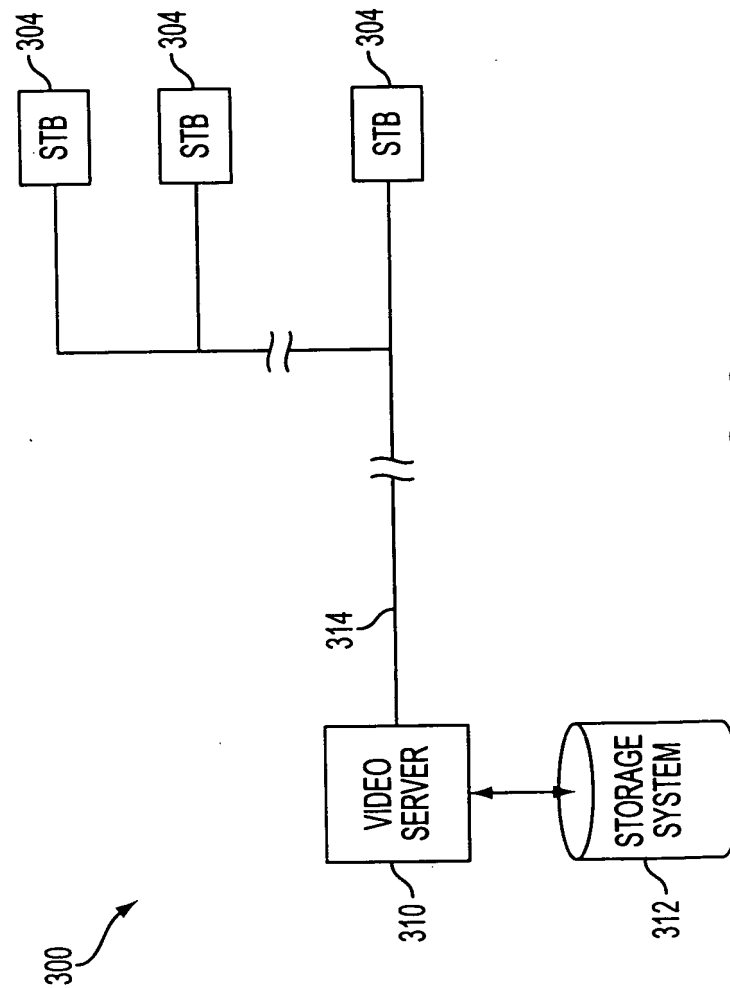 300
VIDEO
SERVER
310
STORAGE
SYSTEM
312
314
STB
304
STB
304
STB
304